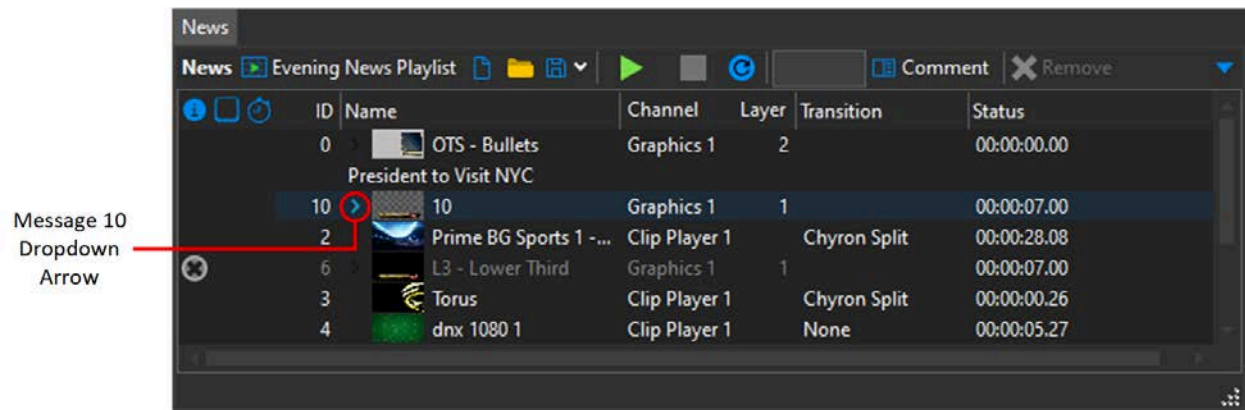 News
News Evening News Playlist Comment Remove
ID Name Channel Layer Transition Status
0 OTS - Bullets Graphics 1 2 00:00:00.00
President to Visit NYC
10 10 Graphics 1 1 00:00:07.00
2 Prime BG Sports 1 -... Clip Player 1 Chyron Split 00:00:28.08
6 L3 - Lower Third Graphics 1 1 00:00:07.00
3 Torus Clip Player 1 Chyron Split 00:00:00.26
4 dnx 1080 1 Clip Player 1 None 00:00:05.27
Message 10
Dropdown
Arrow